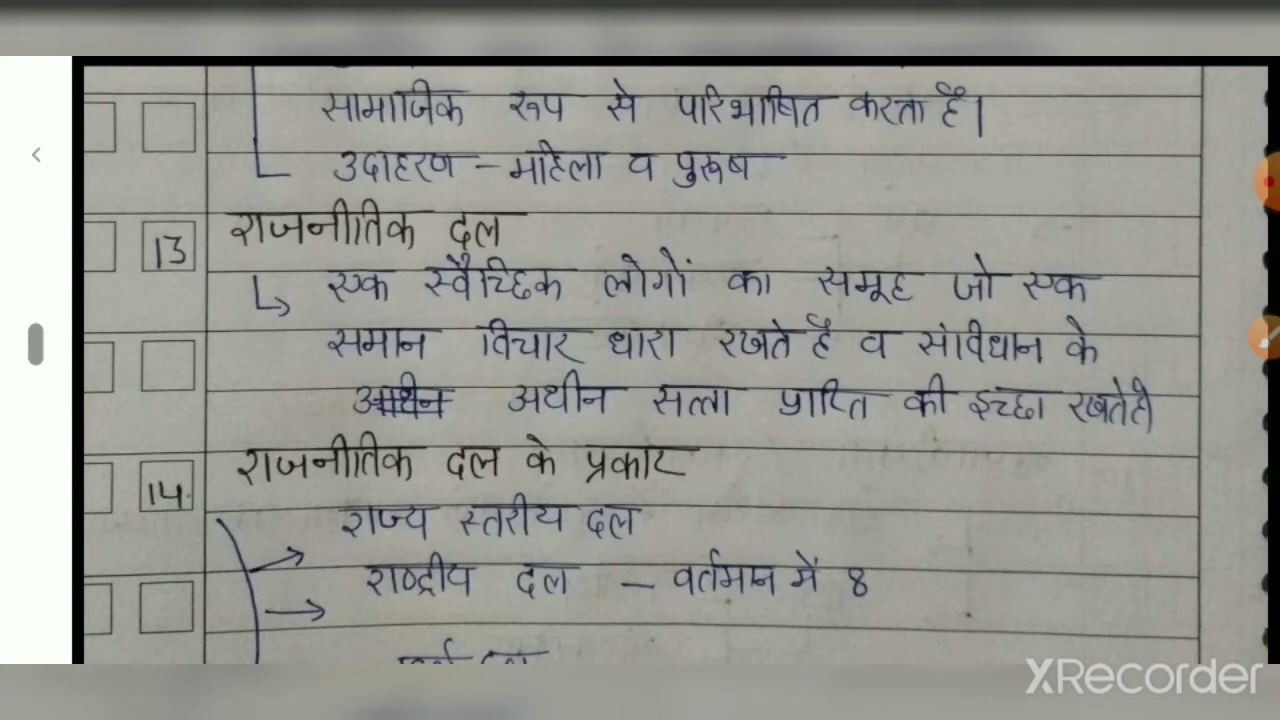 सामाजिक रूप से परिभाषित करता है।
उदाहरण - महिला व पुरूष
13 राजनीतिक दल
एक स्वैच्छिक लोगों का समूह जो एक
समान विचार धारा रखते है व संविधान के
अधीन सत्ता प्राप्ति की इच्छा रखते है
14. राजनीतिक दल के प्रकार
राज्य स्तरीय दल
राष्ट्रीय दल - वर्तमान में 8
XRecorder